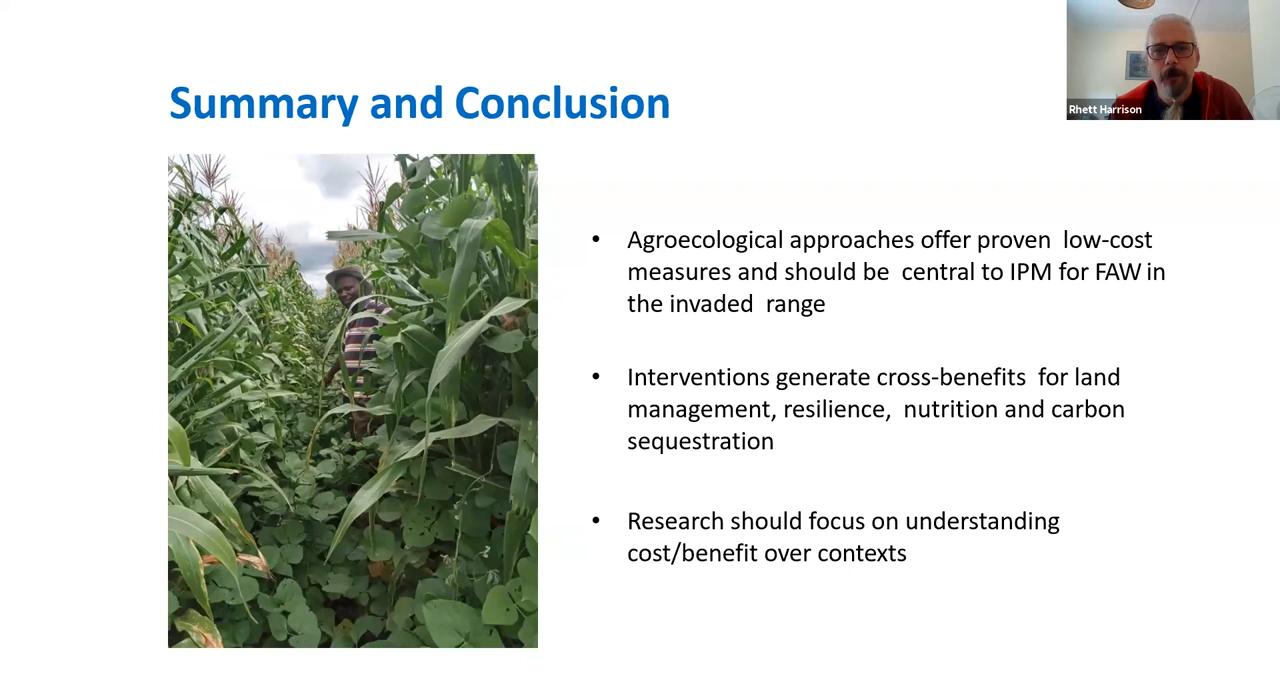 Summary and Conclusion
Rhett Harrison
• Agroecological approaches offer proven low-cost
measures and should be central to IPM for FAW in
the invaded range
• Interventions generate cross-benefits for land
management, resilience, nutrition and carbon
sequestration
• Research should focus on understanding
cost/benefit over contexts